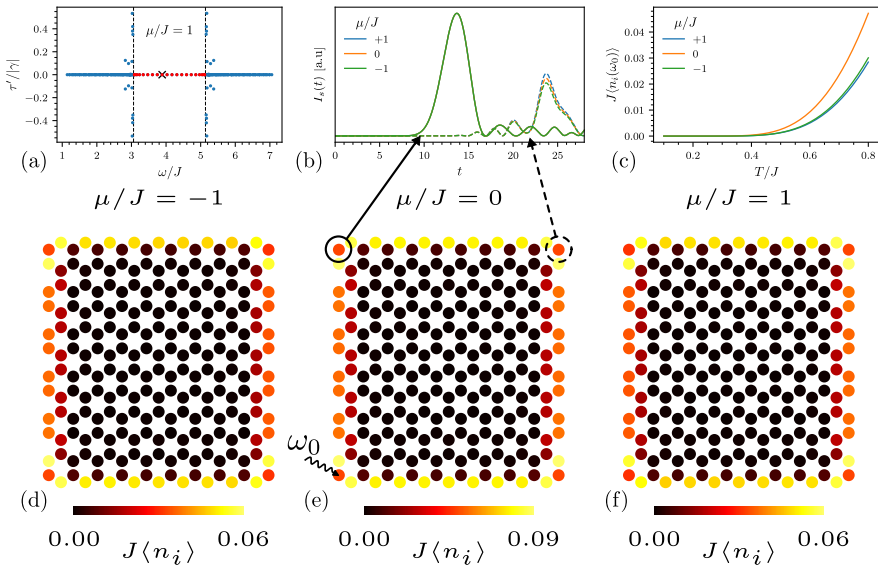 μ/J = 1
τ′/|γ|
0.4
0.2
0.0
−0.2
−0.4
1 2 3 4 5 6 7
ω/J
(a)
μ/J
+1
0
−1
I_s(t) [a.u]
0 5 10 15 20 25
t
(b)
μ/J
+1
0
−1
J⟨n_i(ω_0)⟩
0.04
0.03
0.02
0.01
0.00
0.2 0.4 0.6 0.8
T/J
(c)
μ/J = −1
μ/J = 0
μ/J = 1
ω_0
(d)
(e)
(f)
0.00 0.06
J⟨n_i⟩
0.00 0.09
J⟨n_i⟩
0.00 0.06
J⟨n_i⟩